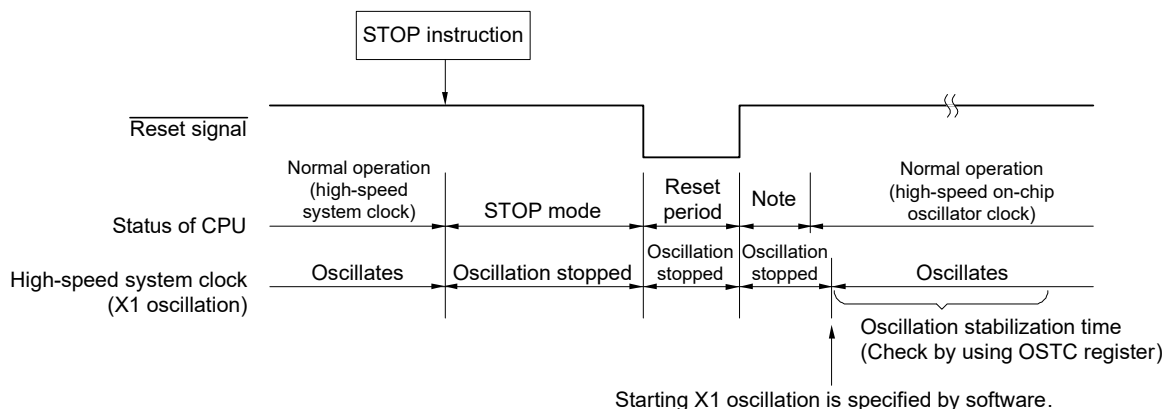 STOP instruction
Reset signal
Normal operation
(high-speed
system clock)
STOP mode
Reset
period
Note
Normal operation
(high-speed on-chip
oscillator clock)
Status of CPU
High-speed system clock
(X1 oscillation)
Oscillates
Oscillation stopped
Oscillation
stopped
Oscillation
stopped
Oscillates
Oscillation stabilization time
(Check by using OSTC register)
Starting X1 oscillation is specified by software.